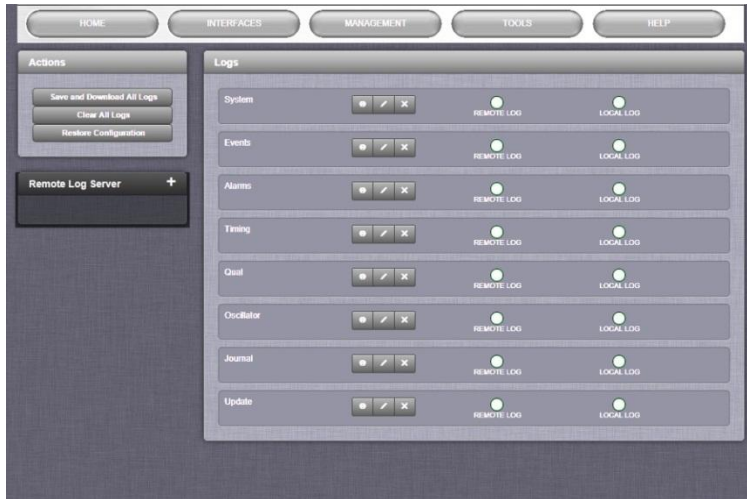 HOME INTERFACES MANAGEMENT TOOLS HELP
Actions
Save and Download All Logs
Clear All Logs
Restore Configuration
Remote Log Server +
Logs
System REMOTE LOG LOCAL LOG
Events REMOTE LOG LOCAL LOG
Alarms REMOTE LOG LOCAL LOG
Timing REMOTE LOG LOCAL LOG
Qual REMOTE LOG LOCAL LOG
Oscillator REMOTE LOG LOCAL LOG
Journal REMOTE LOG LOCAL LOG
Update REMOTE LOG LOCAL LOG